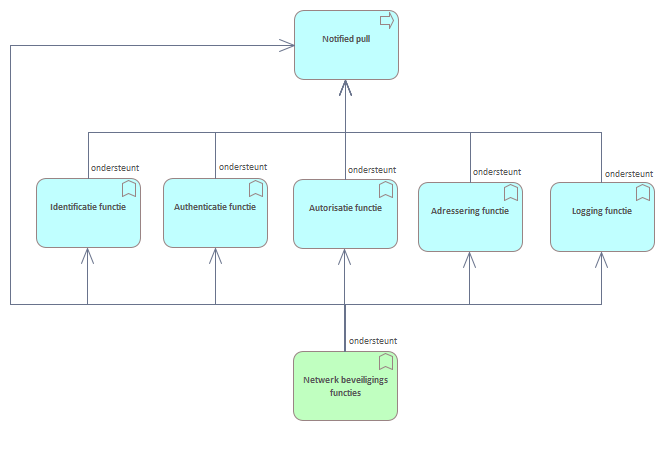 Notified pull
ondersteunt
ondersteunt
ondersteunt
ondersteunt
ondersteunt
Identificatie functie
Authenticatie functie
Autorisatie functie
Adressering functie
Logging functie
ondersteunt
Netwerk beveiligings
functies